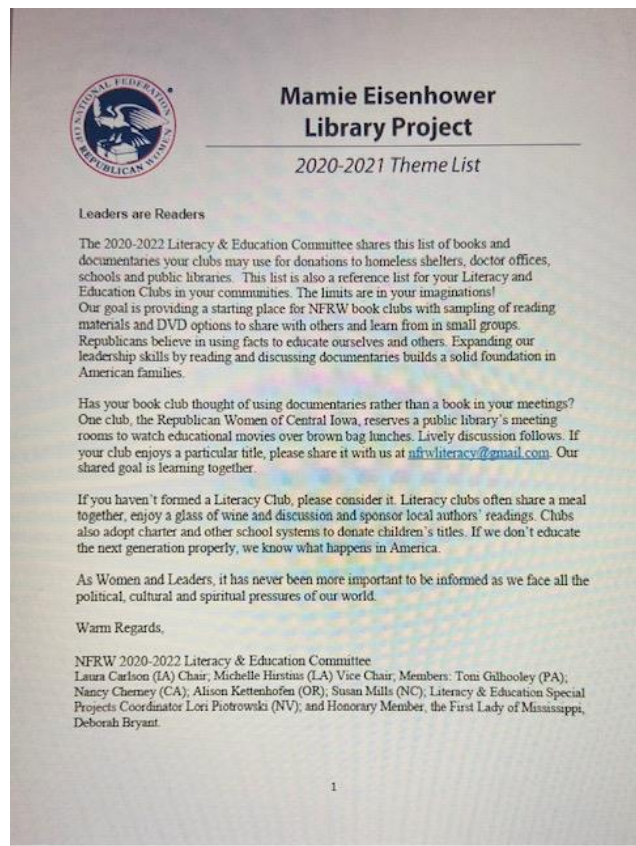 NATIONAL FEDERATION OF REPUBLICAN WOMEN
Mamie Eisenhower
Library Project
2020-2021 Theme List
Leaders are Readers
The 2020-2022 Literacy & Education Committee shares this list of books and
documentaries your clubs may use for donations to homeless shelters, doctor offices,
schools and public libraries. This list is also a reference list for your Literacy and
Education Clubs in your communities. The limits are in your imaginations!
Our goal is providing a starting place for NFRW book clubs with sampling of reading
materials and DVD options to share with others and learn from in small groups.
Republicans believe in using facts to educate ourselves and others. Expanding our
leadership skills by reading and discussing documentaries builds a solid foundation in
American families.
Has your book club thought of using documentaries rather than a book in your meetings?
One club, the Republican Women of Central Iowa, reserves a public library's meeting
rooms to watch educational movies over brown bag lunches. Lively discussion follows. If
your club enjoys a particular title, please share it with us at nfrwliteracy@gmail.com. Our
shared goal is learning together.
If you haven't formed a Literacy Club, please consider it. Literacy clubs often share a meal
together, enjoy a glass of wine and discussion and sponsor local authors' readings. Clubs
also adopt charter and other school systems to donate children's titles. If we don't educate
the next generation properly, we know what happens in America.
As Women and Leaders, it has never been more important to be informed as we face all the
political, cultural and spiritual pressures of our world.
Warm Regards,
NFRW 2020-2022 Literacy & Education Committee
Laura Carlson (IA) Chair; Michelle Hirstius (LA) Vice Chair; Members: Toni Gilhooley (PA);
Nancy Cherney (CA); Alison Kettenhofen (OR); Susan Mills (NC); Literacy & Education Special
Projects Coordinator Lori Piotrowski (NV); and Honorary Member, the First Lady of Mississippi,
Deborah Bryant.
1